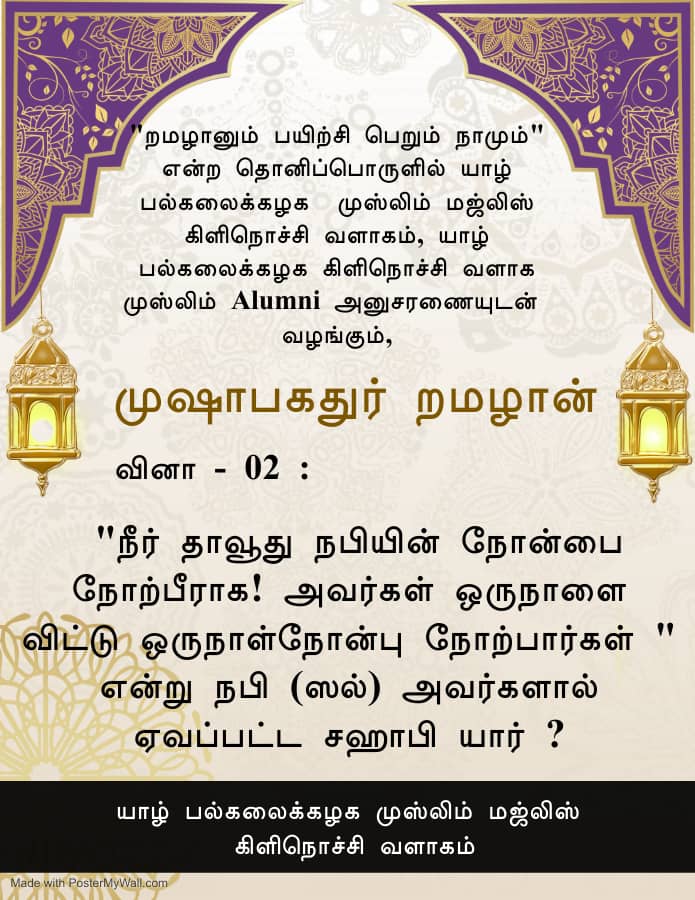 "றமழானும் பயிற்சி பெறும் நாமும்"
என்ற தொனிப்பொருளில் யாழ்
பல்கலைக்கழக முஸ்லிம் மஜ்லிஸ்
கிளிநொச்சி வளாகம், யாழ்
பல்கலைக்கழக கிளிநொச்சி வளாக
முஸ்லிம் Alumni அனுசரணையுடன்
வழங்கும்,
முஷாபகதுர் றமழான்
வினா - 02 :
"நீர் தாவூது நபியின் நோன்பை
நோற்பீராக! அவர்கள் ஒருநாளை
விட்டு ஒருநாள்நோன்பு நோற்பார்கள் "
என்று நபி (ஸல்) அவர்களால்
ஏவப்பட்ட சஹாபி யார் ?
யாழ் பல்கலைக்கழக முஸ்லிம் மஜ்லிஸ்
கிளிநொச்சி வளாகம்
Made with PosterMyWall.com